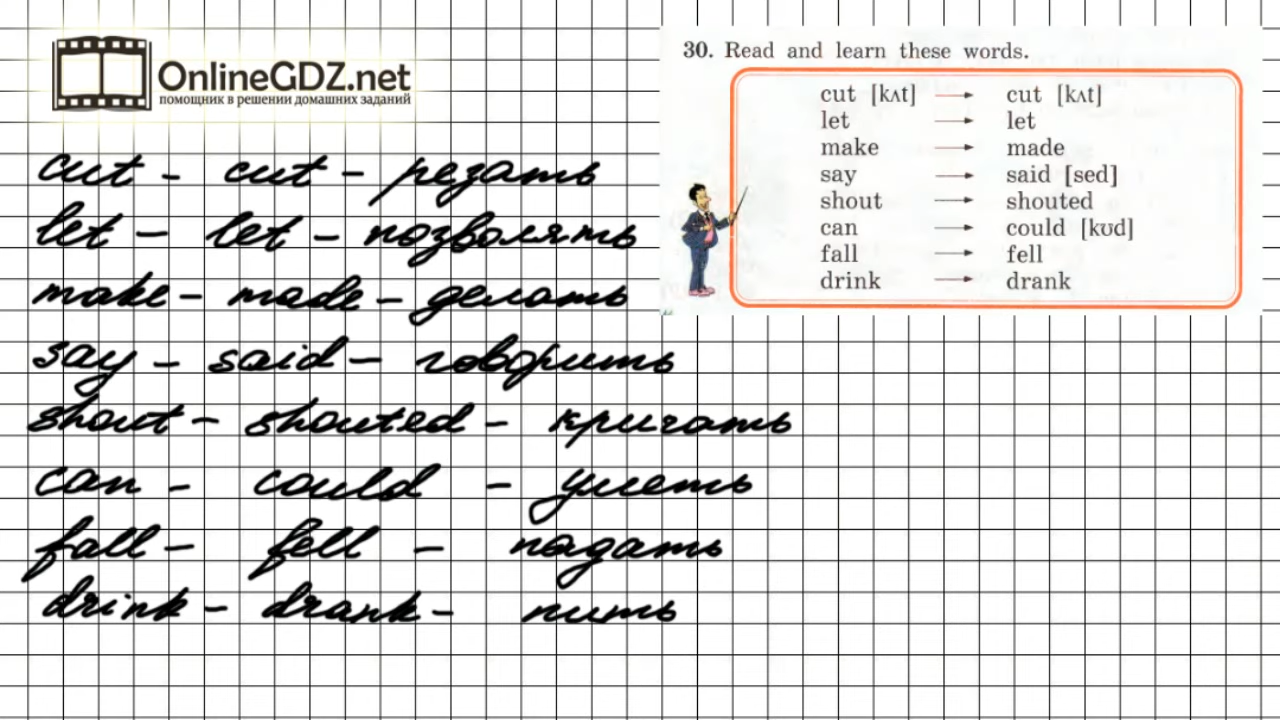 OnlineGDZ.net
помощник в решении домашних заданий
30. Read and learn these words.
cut [kʌt] → cut [kʌt]
let → let
make → made
say → said [sed]
shout → shouted
can → could [kʊd]
fall → fell
drink → drank
cut - cut - резать
let - let - позволять
make - made - делать
say - said - говорить
shout - shouted - кричать
can - could - уметь
fall - fell - падать
drink - drank - пить